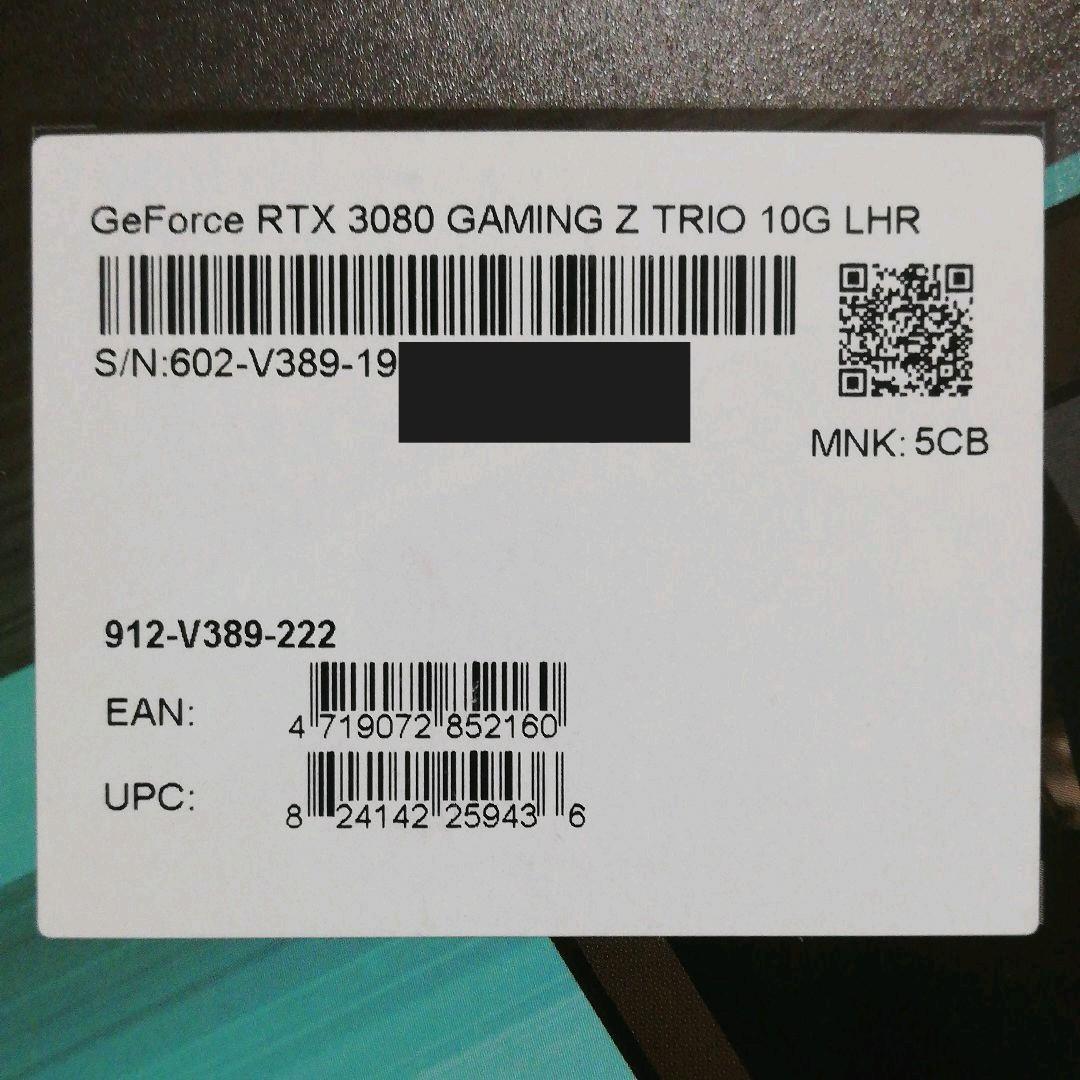 GeForce RTX 3080 GAMING Z TRIO 10G LHR
S/N:602-V389-19
MNK: 5CB
912-V389-222
EAN:
4 719072 852160
UPC:
8 24142 25943 6